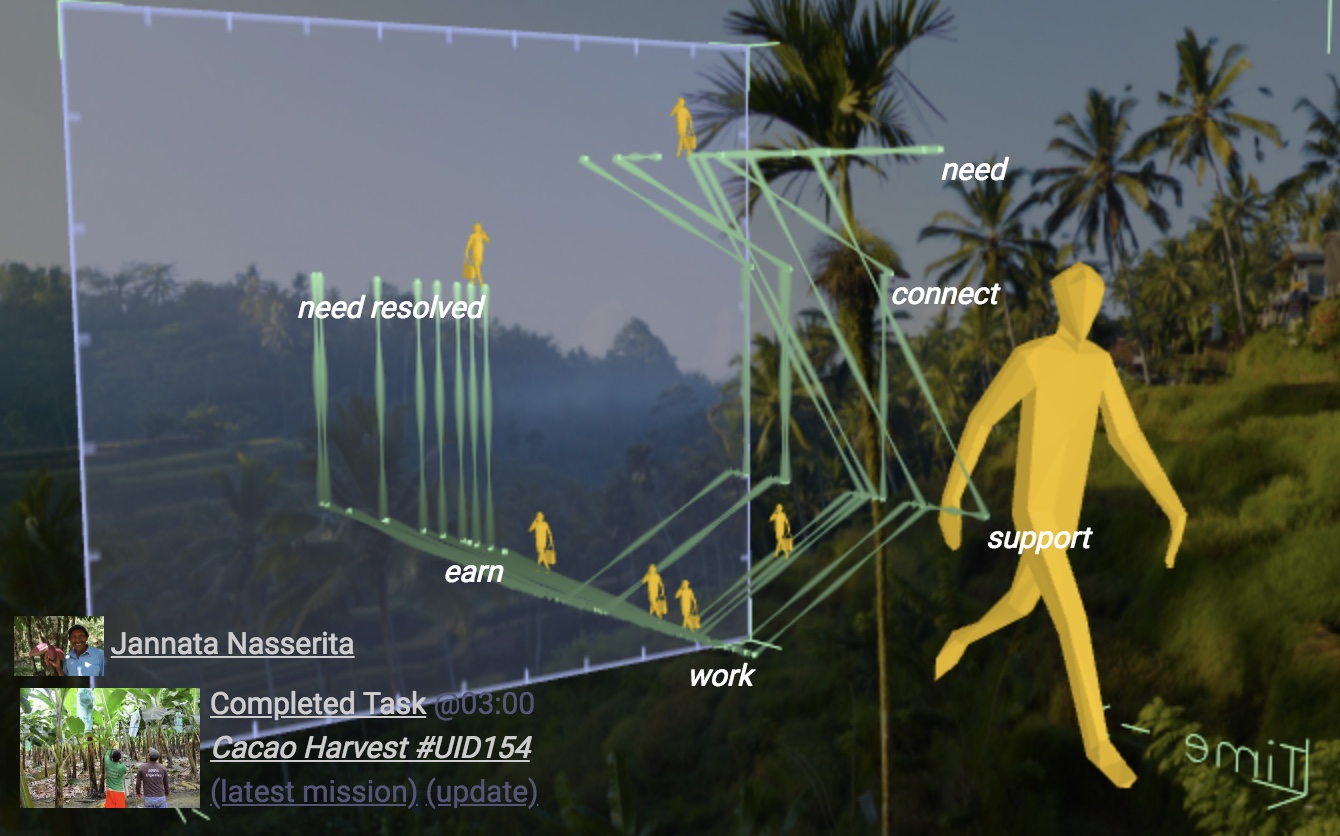 need
connect
need resolved
support
earn
Jannata Nasserita
work
Completed Task @03:00
Cacao Harvest #UID154
(latest mission) (update)
Time